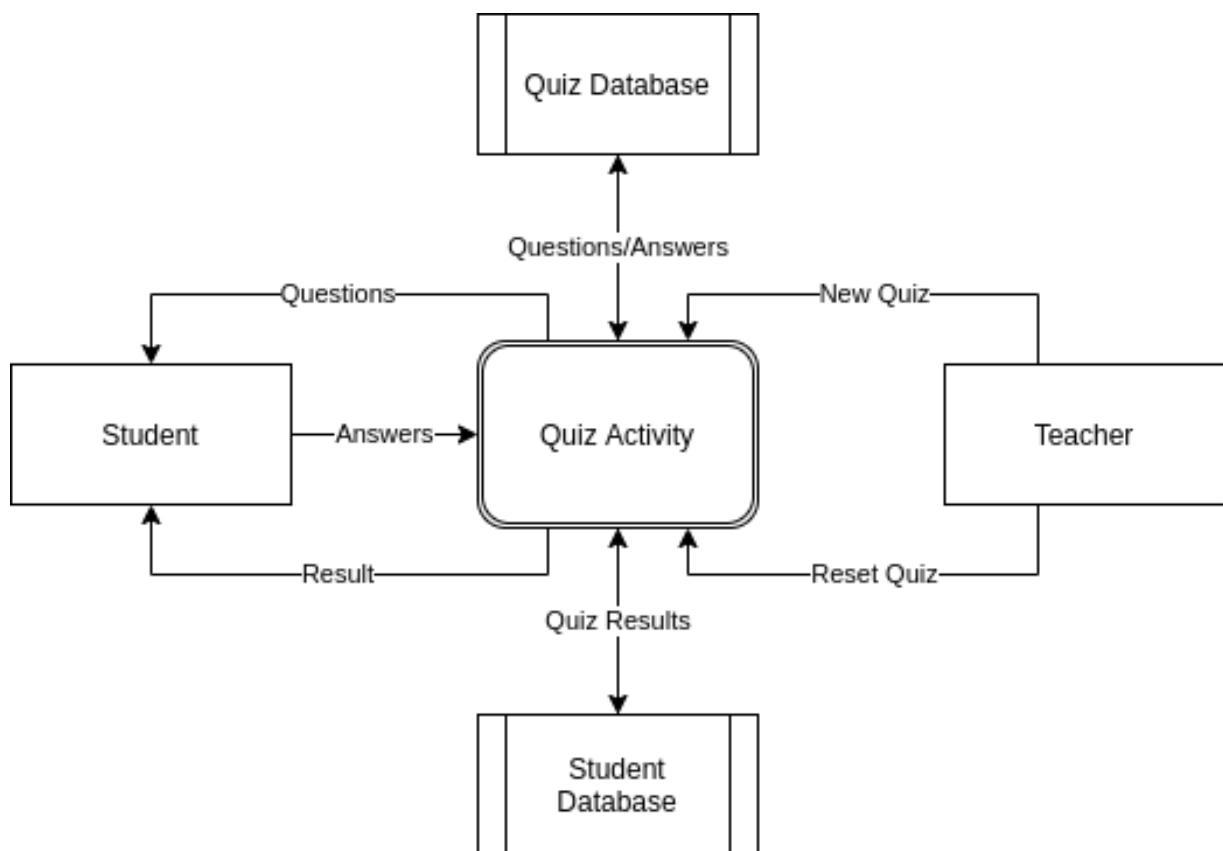 Quiz Database
Questions/Answers
Questions
New Quiz
Student
Answers
Quiz Activity
Teacher
Result
Reset Quiz
Quiz Results
Student
Database